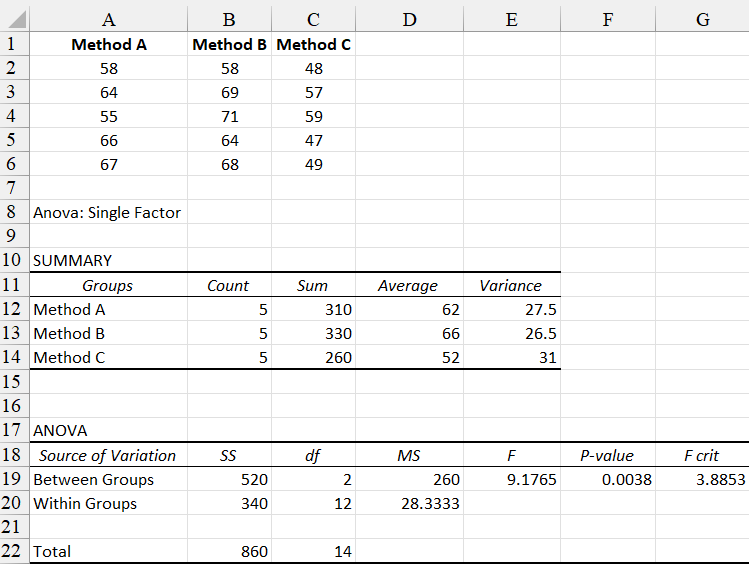 A B C D E F G
1 Method A Method B Method C
2 58 58 48
3 64 69 57
4 55 71 59
5 66 64 47
6 67 68 49
7
8 Anova: Single Factor
9
10 SUMMARY
11 Groups Count Sum Average Variance
12 Method A 5 310 62 27.5
13 Method B 5 330 66 26.5
14 Method C 5 260 52 31
15
16
17 ANOVA
18 Source of Variation SS df MS F P-value F crit
19 Between Groups 520 2 260 9.1765 0.0038 3.8853
20 Within Groups 340 12 28.3333
21
22 Total 860 14